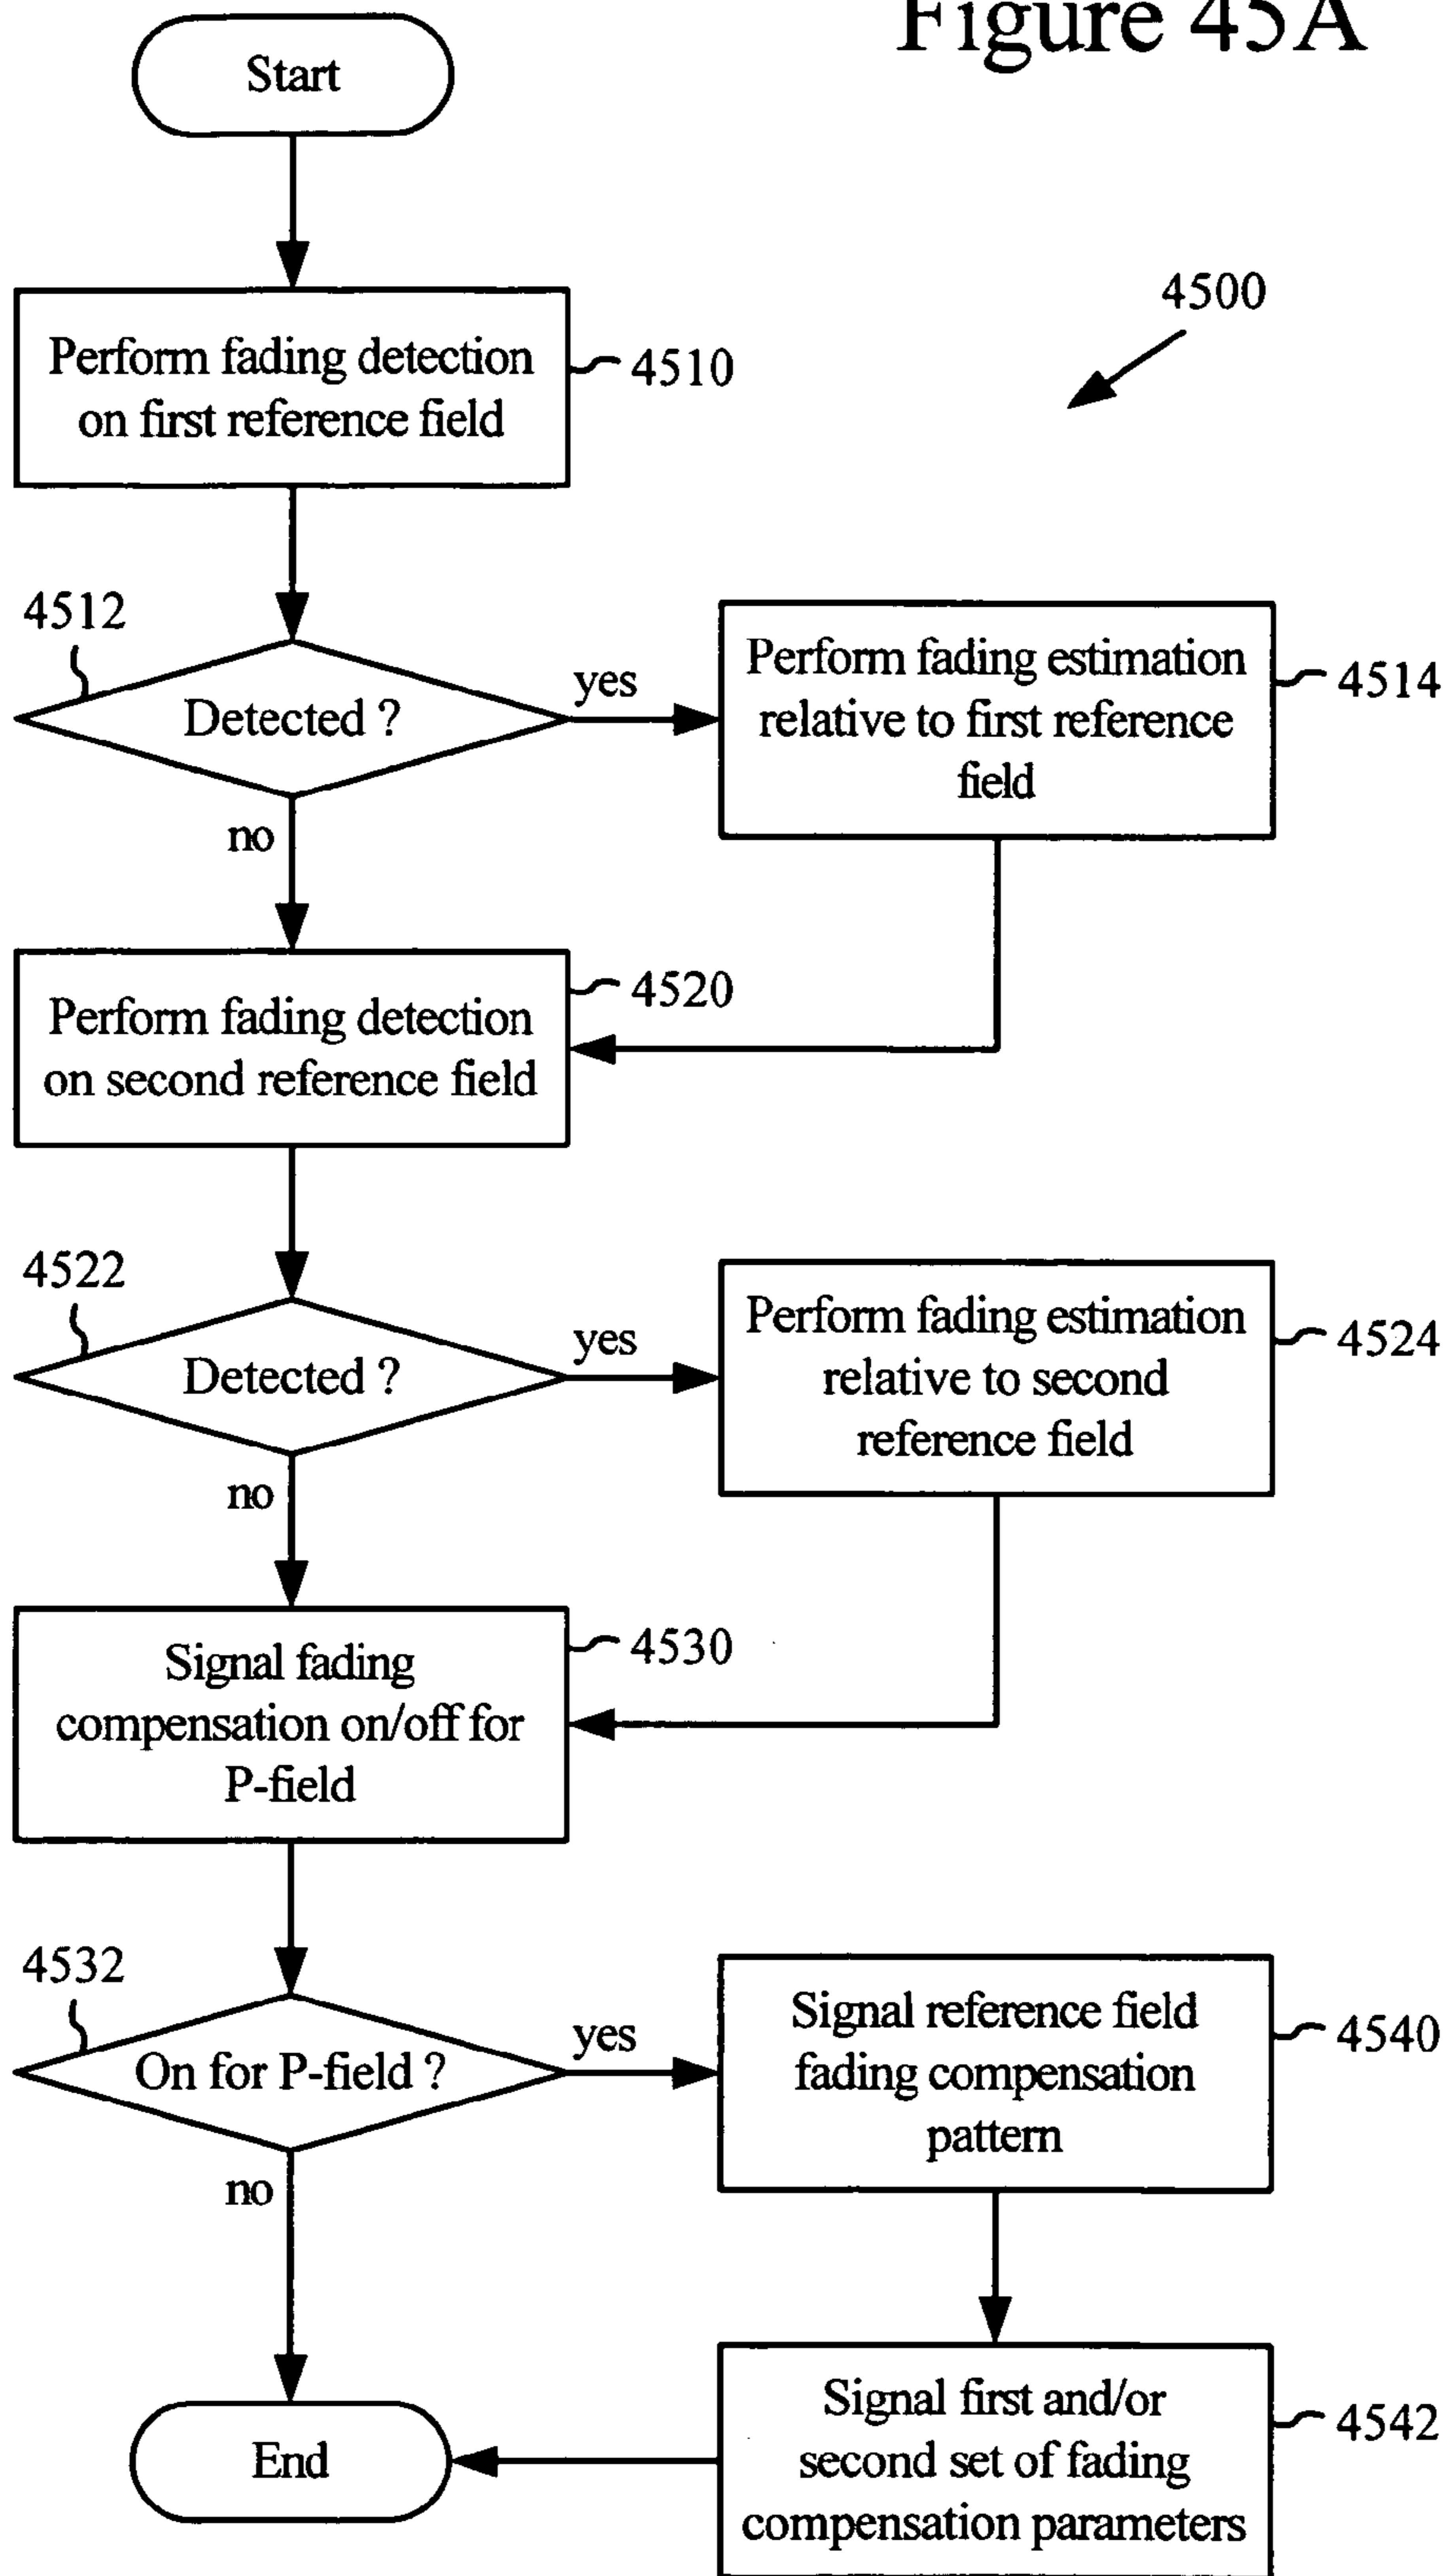 Figure 45A
Start
4500
Perform fading detection
on first reference field
4510
4512
Detected ?
yes
no
Perform fading estimation
relative to first reference
field
4514
Perform fading detection
on second reference field
4520
4522
Detected ?
yes
no
Perform fading estimation
relative to second
reference field
4524
Signal fading
compensation on/off for
P-field
4530
4532
On for P-field ?
yes
no
Signal reference field
fading compensation
pattern
4540
Signal first and/or
second set of fading
compensation parameters
4542
End